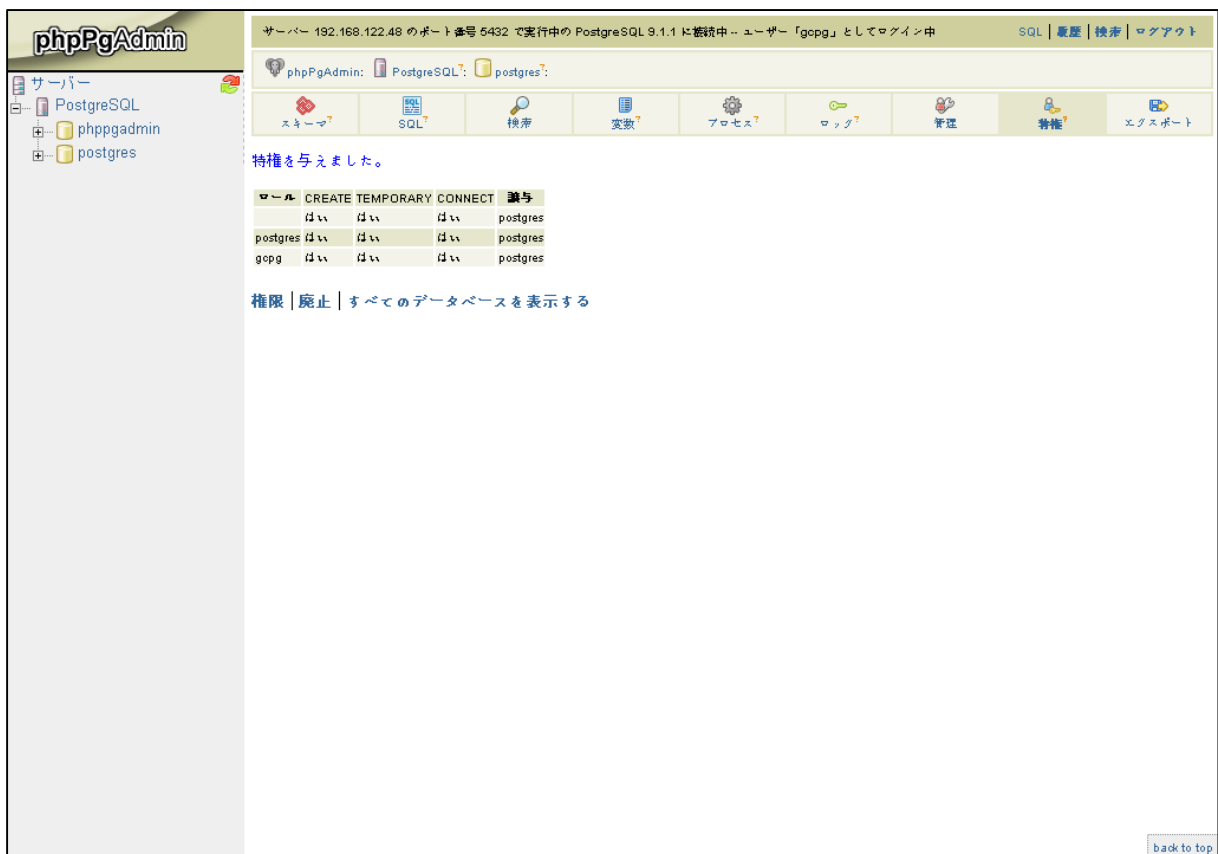 phpPgAdmin
サーバー 192.168.122.48 のポート番号 5432 で実行中の PostgreSQL 9.1.1 に接続中 -- ユーザー「gcpg」としてログイン中
SQL | 履歴 | 検索 | ログアウト
サーバー
PostgreSQL
phppgadmin
postgres
phpPgAdmin: PostgreSQL?: postgres?:
スキーマ? SQL? 検索 変数? プロセス? ロック? 管理 特権? エクスポート
特権を与えました。
ロール CREATE TEMPORARY CONNECT 譲与
はい はい はい postgres
postgres はい はい はい postgres
gcpg はい はい はい postgres
権限 | 廃止 | すべてのデータベースを表示する
back to top